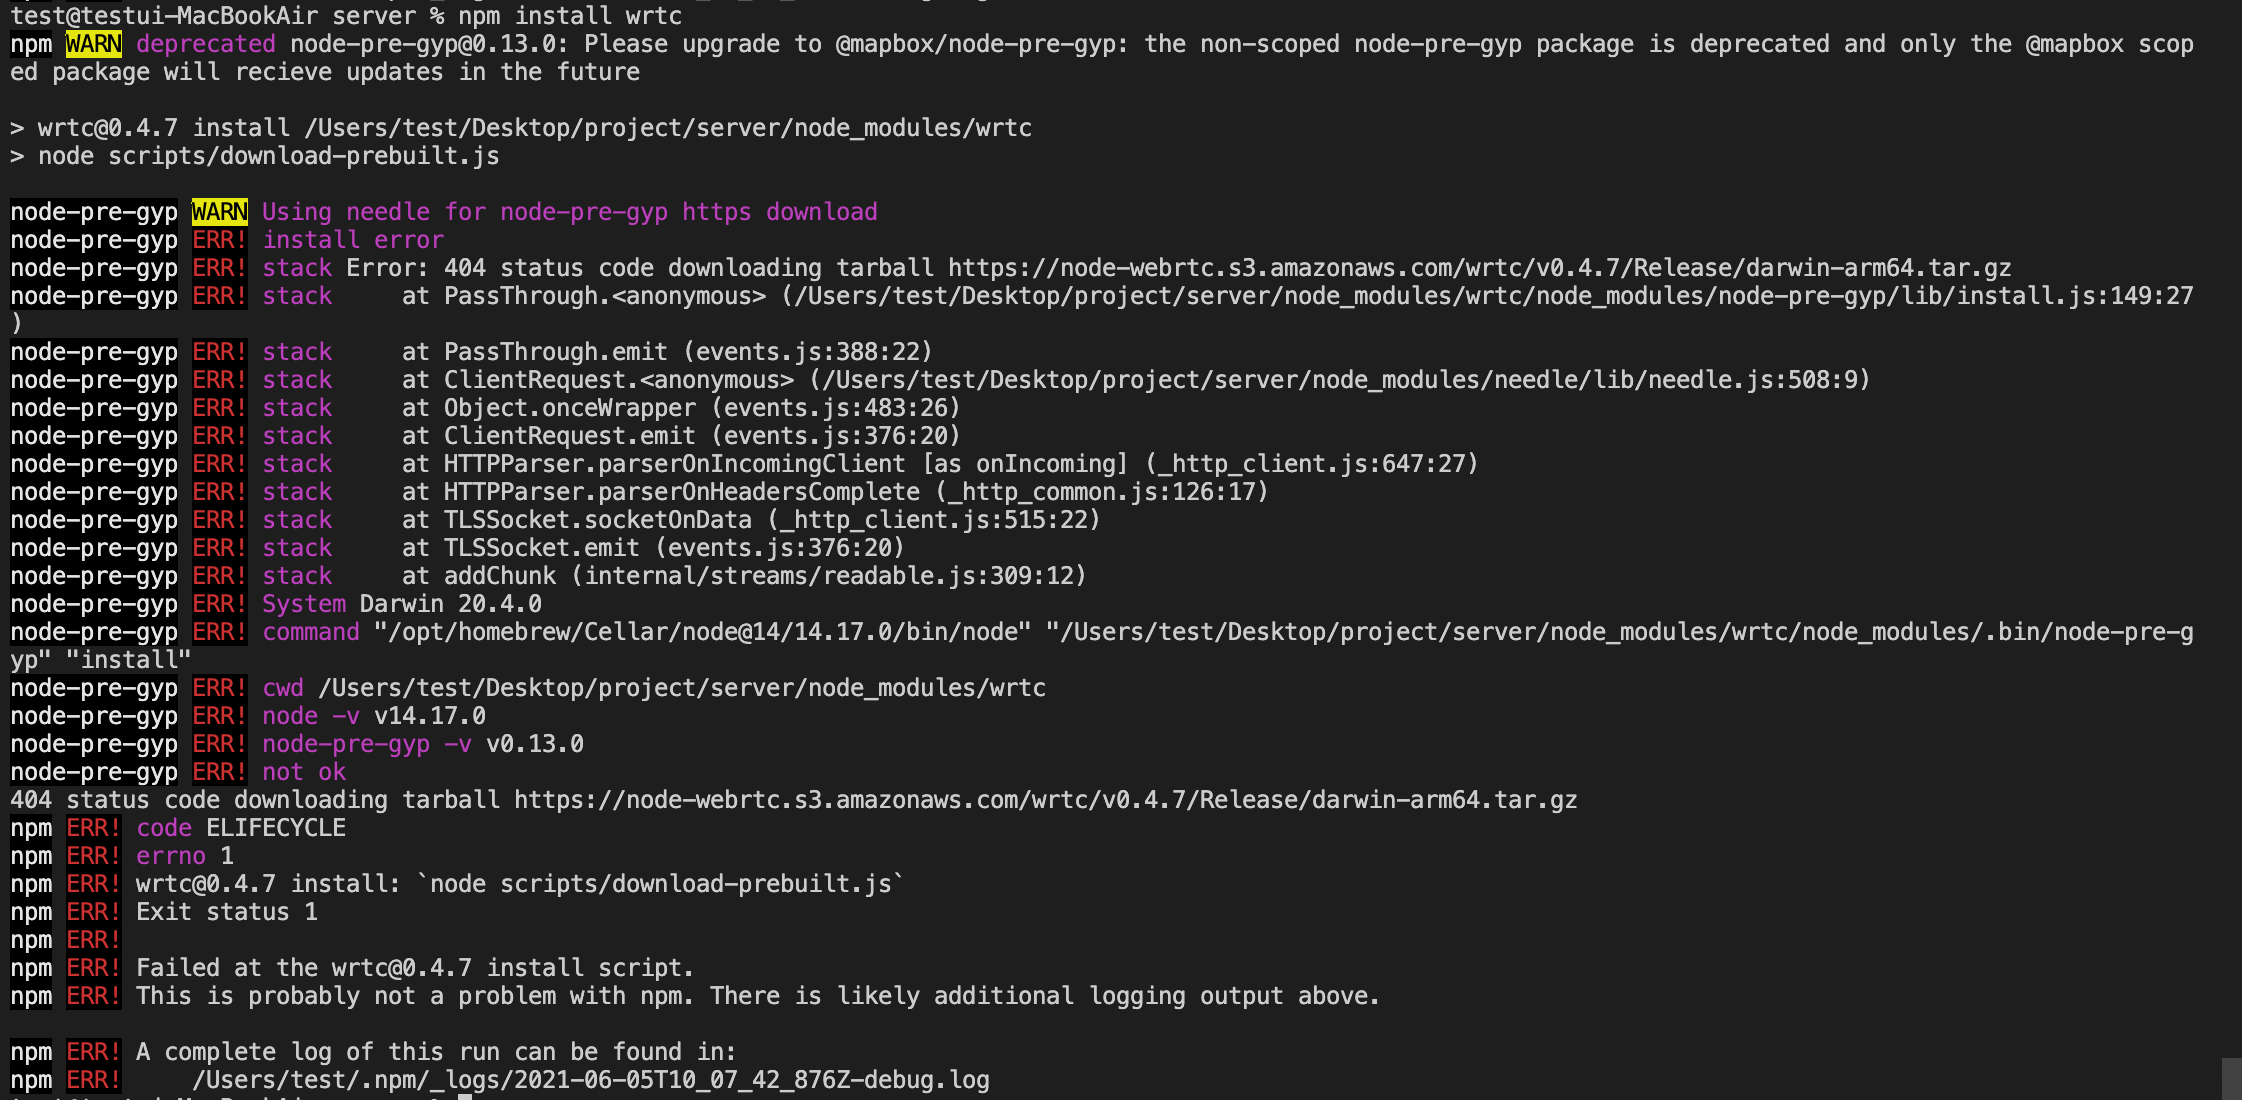 test@testui-MacBookAir server % npm install wrtc
npm WARN deprecated node-pre-gyp@0.13.0: Please upgrade to @mapbox/node-pre-gyp: the non-scoped node-pre-gyp package is deprecated and only the @mapbox scop
ed package will recieve updates in the future
> wrtc@0.4.7 install /Users/test/Desktop/project/server/node_modules/wrtc
> node scripts/download-prebuilt.js
node-pre-gyp WARN Using needle for node-pre-gyp https download
node-pre-gyp ERR! install error
node-pre-gyp ERR! stack Error: 404 status code downloading tarball https://node-webrtc.s3.amazonaws.com/wrtc/v0.4.7/Release/darwin-arm64.tar.gz
node-pre-gyp ERR! stack     at PassThrough.<anonymous> (/Users/test/Desktop/project/server/node_modules/wrtc/node_modules/node-pre-gyp/lib/install.js:149:27
)
node-pre-gyp ERR! stack     at PassThrough.emit (events.js:388:22)
node-pre-gyp ERR! stack     at ClientRequest.<anonymous> (/Users/test/Desktop/project/server/node_modules/needle/lib/needle.js:508:9)
node-pre-gyp ERR! stack     at Object.onceWrapper (events.js:483:26)
node-pre-gyp ERR! stack     at ClientRequest.emit (events.js:376:20)
node-pre-gyp ERR! stack     at HTTPParser.parserOnIncomingClient [as onIncoming] (_http_client.js:647:27)
node-pre-gyp ERR! stack     at HTTPParser.parserOnHeadersComplete (_http_common.js:126:17)
node-pre-gyp ERR! stack     at TLSSocket.socketOnData (_http_client.js:515:22)
node-pre-gyp ERR! stack     at TLSSocket.emit (events.js:376:20)
node-pre-gyp ERR! stack     at addChunk (internal/streams/readable.js:309:12)
node-pre-gyp ERR! System Darwin 20.4.0
node-pre-gyp ERR! command "/opt/homebrew/Cellar/node@14/14.17.0/bin/node" "/Users/test/Desktop/project/server/node_modules/wrtc/node_modules/.bin/node-pre-g
yp" "install"
node-pre-gyp ERR! cwd /Users/test/Desktop/project/server/node_modules/wrtc
node-pre-gyp ERR! node -v v14.17.0
node-pre-gyp ERR! node-pre-gyp -v v0.13.0
node-pre-gyp ERR! not ok
404 status code downloading tarball https://node-webrtc.s3.amazonaws.com/wrtc/v0.4.7/Release/darwin-arm64.tar.gz
npm ERR! code ELIFECYCLE
npm ERR! errno 1
npm ERR! wrtc@0.4.7 install: `node scripts/download-prebuilt.js`
npm ERR! Exit status 1
npm ERR!
npm ERR! Failed at the wrtc@0.4.7 install script.
npm ERR! This is probably not a problem with npm. There is likely additional logging output above.
npm ERR! A complete log of this run can be found in:
npm ERR!     /Users/test/.npm/_logs/2021-06-05T10_07_42_876Z-debug.log